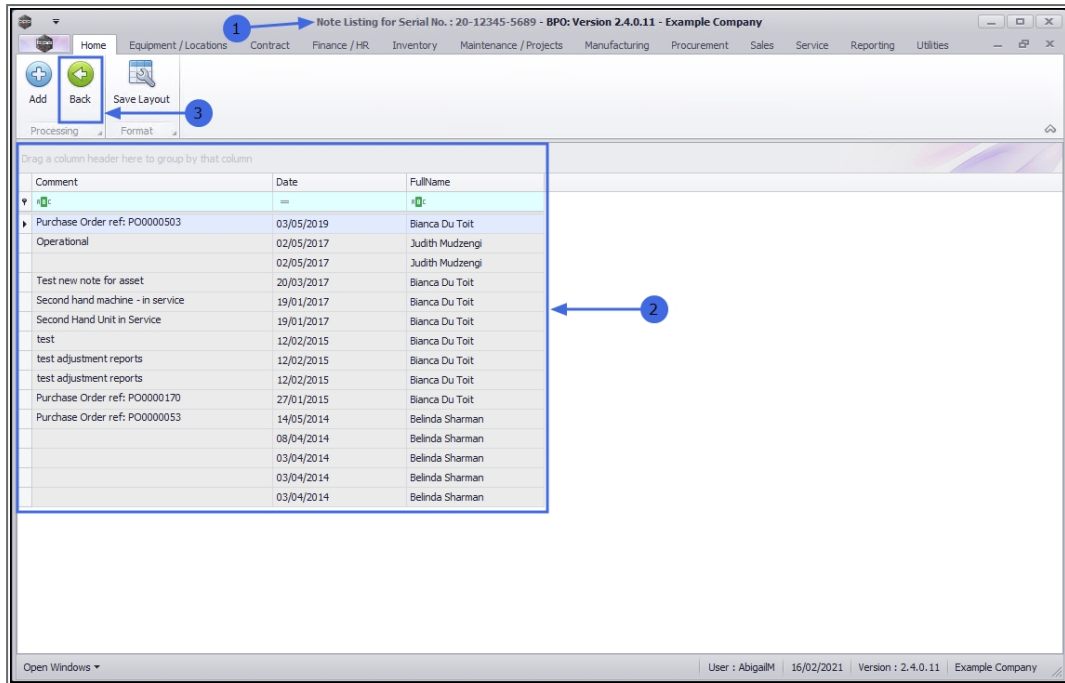 Note Listing for Serial No. : 20-12345-5689 - BPO: Version 2.4.0.11 - Example Company
1
Home Equipment / Locations Contract Finance / HR Inventory Maintenance / Projects Manufacturing Procurement Sales Service Reporting Utilities
Add Back Save Layout
3
Processing Format
Drag a column header here to group by that column
Comment Date FullName
= 
Purchase Order ref: PO0000503 03/05/2019 Bianca Du Toit
Operational 02/05/2017 Judith Mudzengi
02/05/2017 Judith Mudzengi
Test new note for asset 20/03/2017 Bianca Du Toit
Second hand machine - in service 19/01/2017 Bianca Du Toit
2
Second Hand Unit in Service 19/01/2017 Bianca Du Toit
test 12/02/2015 Bianca Du Toit
test adjustment reports 12/02/2015 Bianca Du Toit
test adjustment reports 12/02/2015 Bianca Du Toit
Purchase Order ref: PO0000170 27/01/2015 Bianca Du Toit
Purchase Order ref: PO0000053 14/05/2014 Belinda Sharman
08/04/2014 Belinda Sharman
03/04/2014 Belinda Sharman
03/04/2014 Belinda Sharman
03/04/2014 Belinda Sharman
Open Windows User : AbigailM 16/02/2021 Version : 2.4.0.11 Example Company